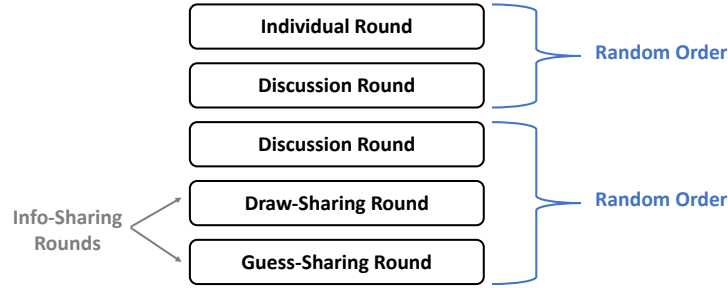 Individual Round
Random Order
Discussion Round
Discussion Round
Draw-Sharing Round
Random Order
Info-Sharing
Rounds
Guess-Sharing Round